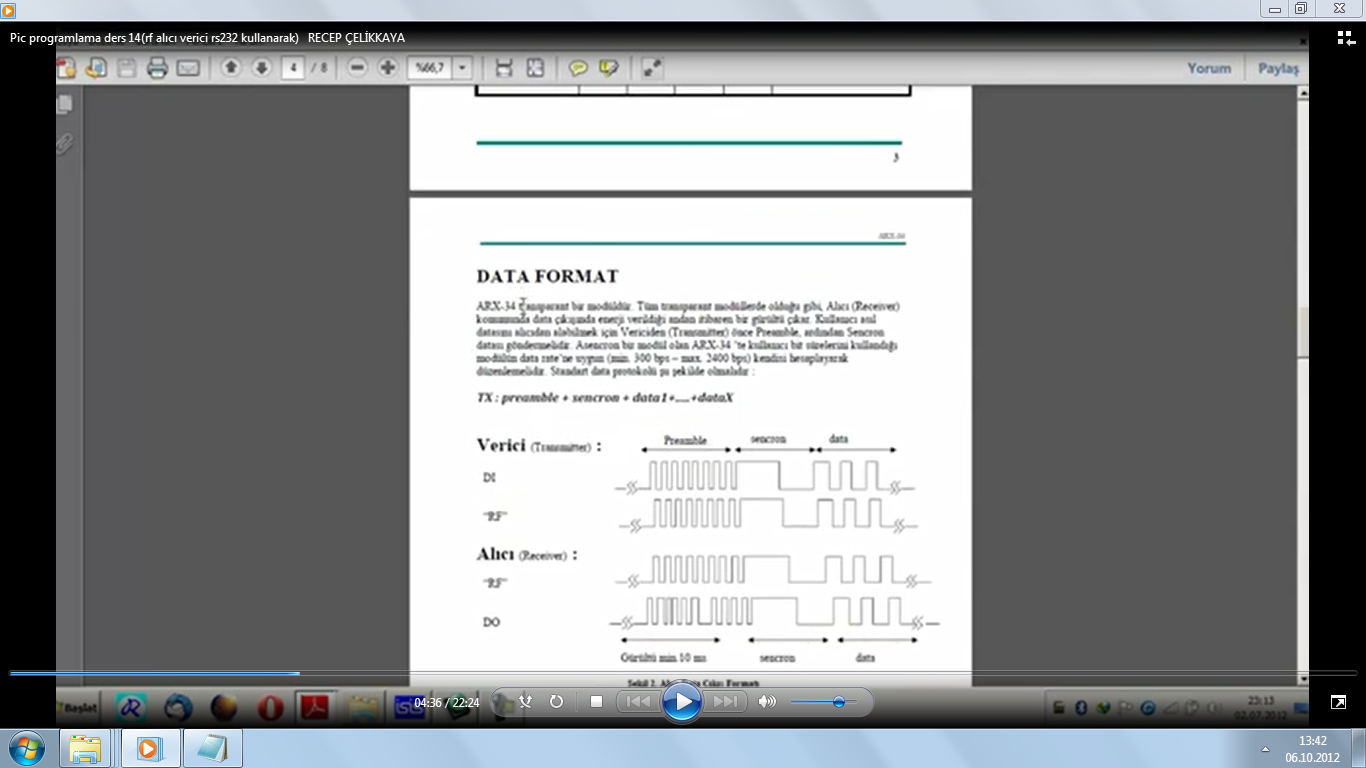 Pic programlama ders 14(rf alıcı verici rs232 kullanarak) RECEP ÇELİKKAYA
4 / 8 %66,7 Yorum Paylaş
3
ARX-34
DATA FORMAT
ARX-34 transparant bir modüldür. Tüm transparant modüllerde olduğu gibi, Alıcı (Receiver)
konumunda data çıkışında enerji verildiği andan itibaren bir gürültü çıkar. Kullanıcı asıl
datasını alıcıdan alabilmek için Vericiden (Transmitter) önce Preamble, ardından Sencron
datası göndermelidir. Asencron bir modül olan ARX-34 'te kullanıcı bit sürelerini kullandığı
modülün data rate'ne uygun (min. 300 bps – max. 2400 bps) kendisi hesaplayarak
düzenlemelidir. Standart data protokolü şu şekilde olmalıdır :
TX : preamble + sencron + data1+....+dataX
Verici (Transmitter) :
Preamble sencron data
DI
RF
Alıcı (Receiver) :
RF
DO
Gürültü min.10 ms sencron data
Şekil 2. Data Çıkış Formatı
04:36 / 22:24
Başlat
23:13
02.07.2012
13:42
06.10.2012